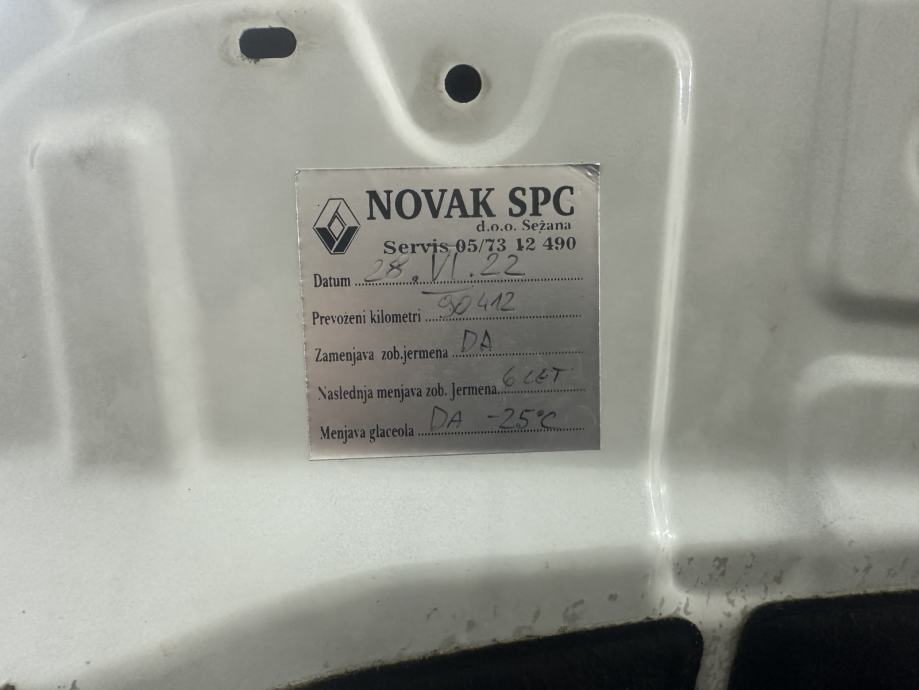 NOVAK SPC
d.o.o. Sežana
Servis 05/73 12 490
Datum 28. VI. 22
Prevoženi kilometri 90412
Zamenjava zob.jermena DA
Naslednja menjava zob. Jermena 6 LET
Menjava glaceola DA -25°C